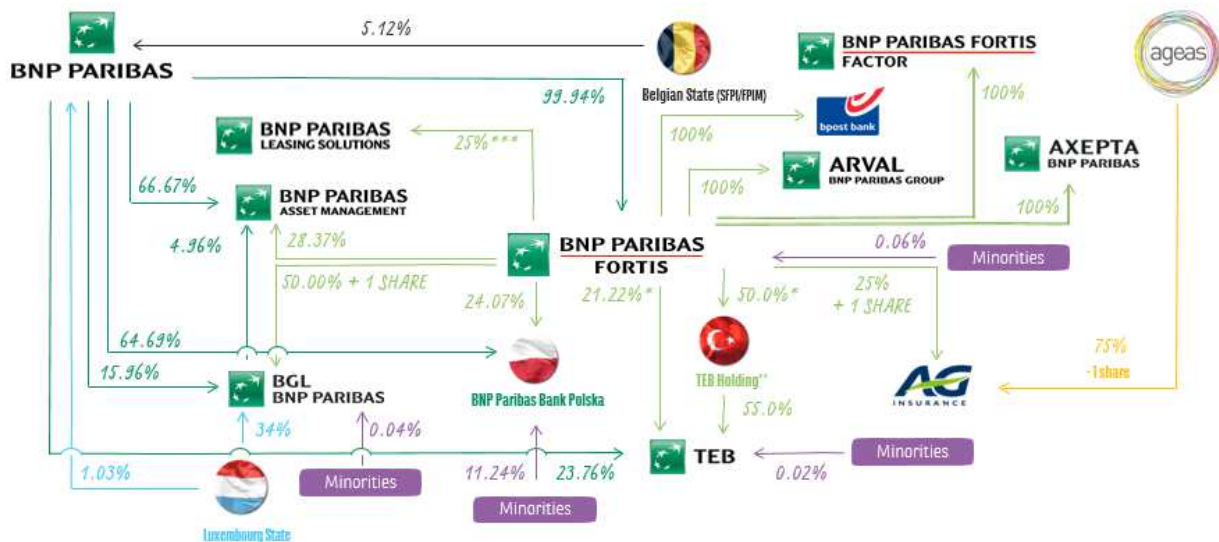 5.12%
BNP PARIBAS
BNP PARIBAS FORTIS
FACTOR
ageas
Belgian State (SFPI/FPIM)
99.94%
100%
bpost bank
100%
BNP PARIBAS
LEASING SOLUTIONS
25%***
ARVAL
BNP PARIBAS GROUP
100%
AXEPTA
BNP PARIBAS
100%
66.67%
BNP PARIBAS
ASSET MANAGEMENT
4.96%
28.37%
BNP PARIBAS
FORTIS
0.06%
Minorities
50.00% + 1 SHARE
24.07%
21.22%*
50.0%*
25%
+ 1 SHARE
64.69%
15.96%
BGL
BNP PARIBAS
BNP Paribas Bank Polska
TEB Holding**
AG
INSURANCE
75%
-1 share
55.0%
34%
0.04%
TEB
Minorities
0.02%
1.03%
Minorities
11.24%
23.76%
Minorities
Luxembourg State